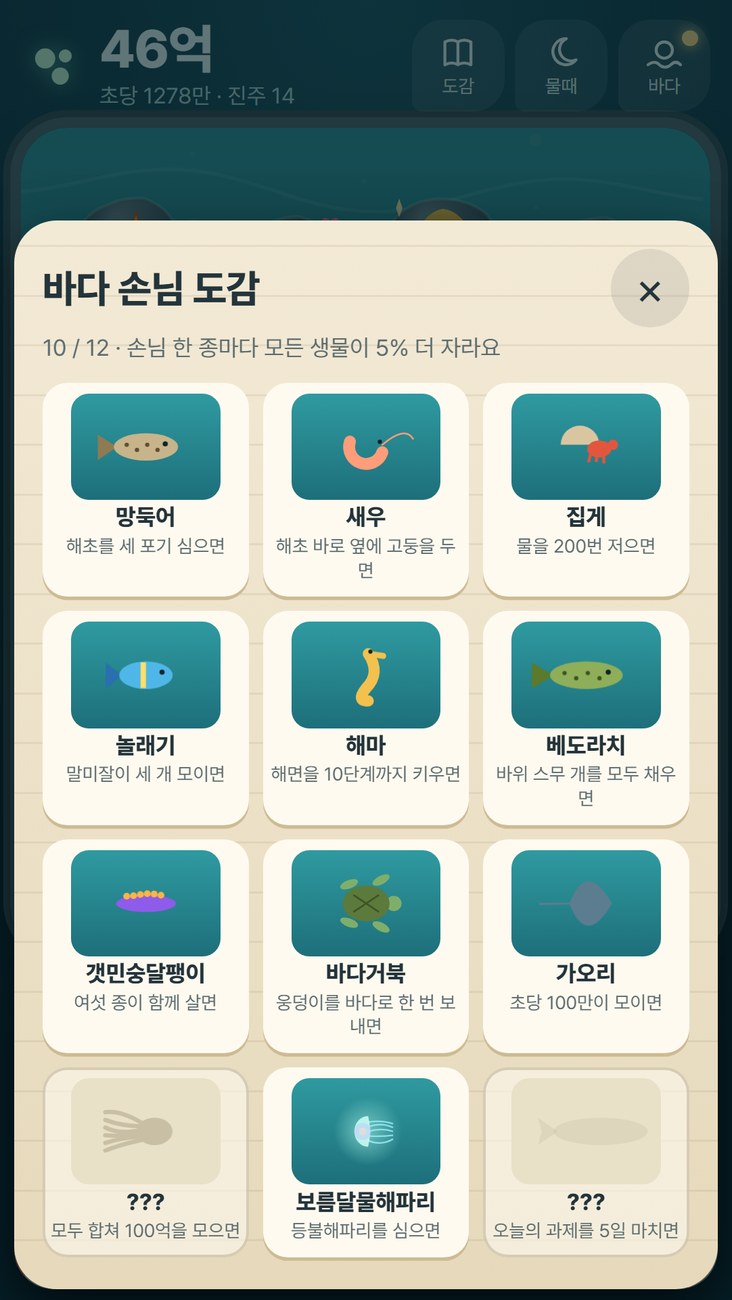 46억
초당 1278만 · 진주 14
도감
물때
바다
바다 손님 도감
×
10 / 12 · 손님 한 종마다 모든 생물이 5% 더 자라요
망둑어
해초를 세 포기 심으면
새우
해초 바로 옆에 고둥을 두
면
집게
물을 200번 저으면
놀래기
말미잘이 세 개 모이면
해마
해면을 10단계까지 키우면
베도라치
바위 스무 개를 모두 채우
면
갯민숭달팽이
여섯 종이 함께 살면
바다거북
웅덩이를 바다로 한 번 보
내면
가오리
초당 100만이 모이면
???
모두 합쳐 100억을 모으면
보름달물해파리
등불해파리를 심으면
???
오늘의 과제를 5일 마치면